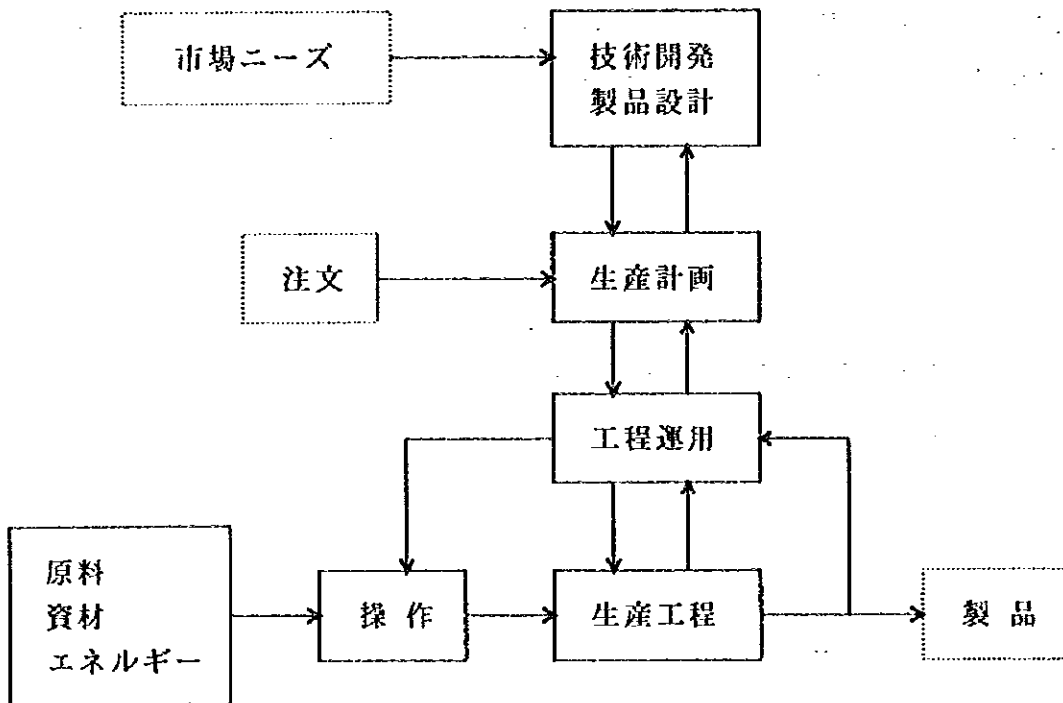 市場ニーズ
技術開発
製品設計
注文
生産計画
工程運用
原料
資材
エネルギー
操作
生産工程
製品